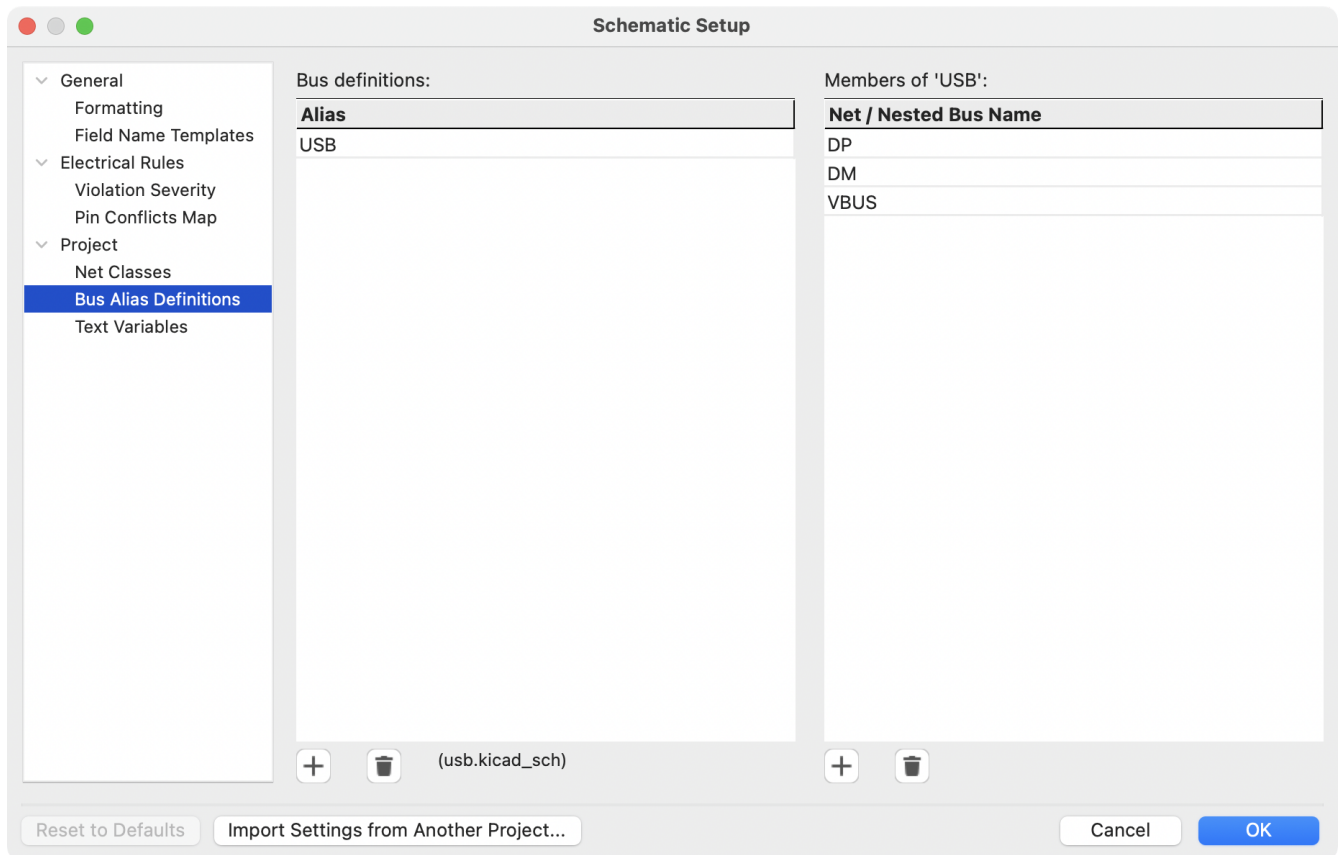 Schematic Setup
General
Formatting
Field Name Templates
Electrical Rules
Violation Severity
Pin Conflicts Map
Project
Net Classes
Bus Alias Definitions
Text Variables
Bus definitions:
Alias
USB
(usb.kicad_sch)
Members of 'USB':
Net / Nested Bus Name
DP
DM
VBUS
Reset to Defaults
Import Settings from Another Project...
Cancel
OK